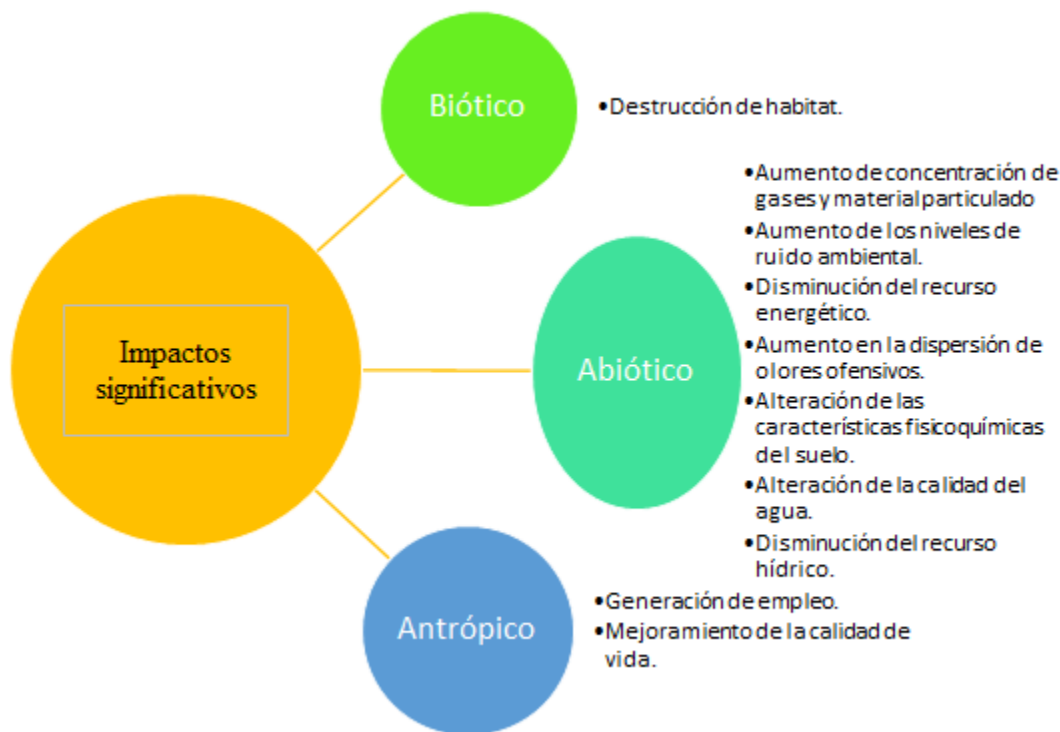 Biótico
•Destrucción de habitat.
Impactos
significativos
Abiótico
•Aumento de concentración de
gases y material particulado
•Aumento de los niveles de
ruido ambiental.
•Disminución del recurso
energético.
•Aumento en la dispersión de
olores ofensivos.
•Alteración de las
características fisicoquímicas
del suelo.
•Alteración de la calidad del
agua.
•Disminución del recurso
hídrico.
Antrópico
•Generación de empleo.
•Mejoramiento de la calidad de
vida.